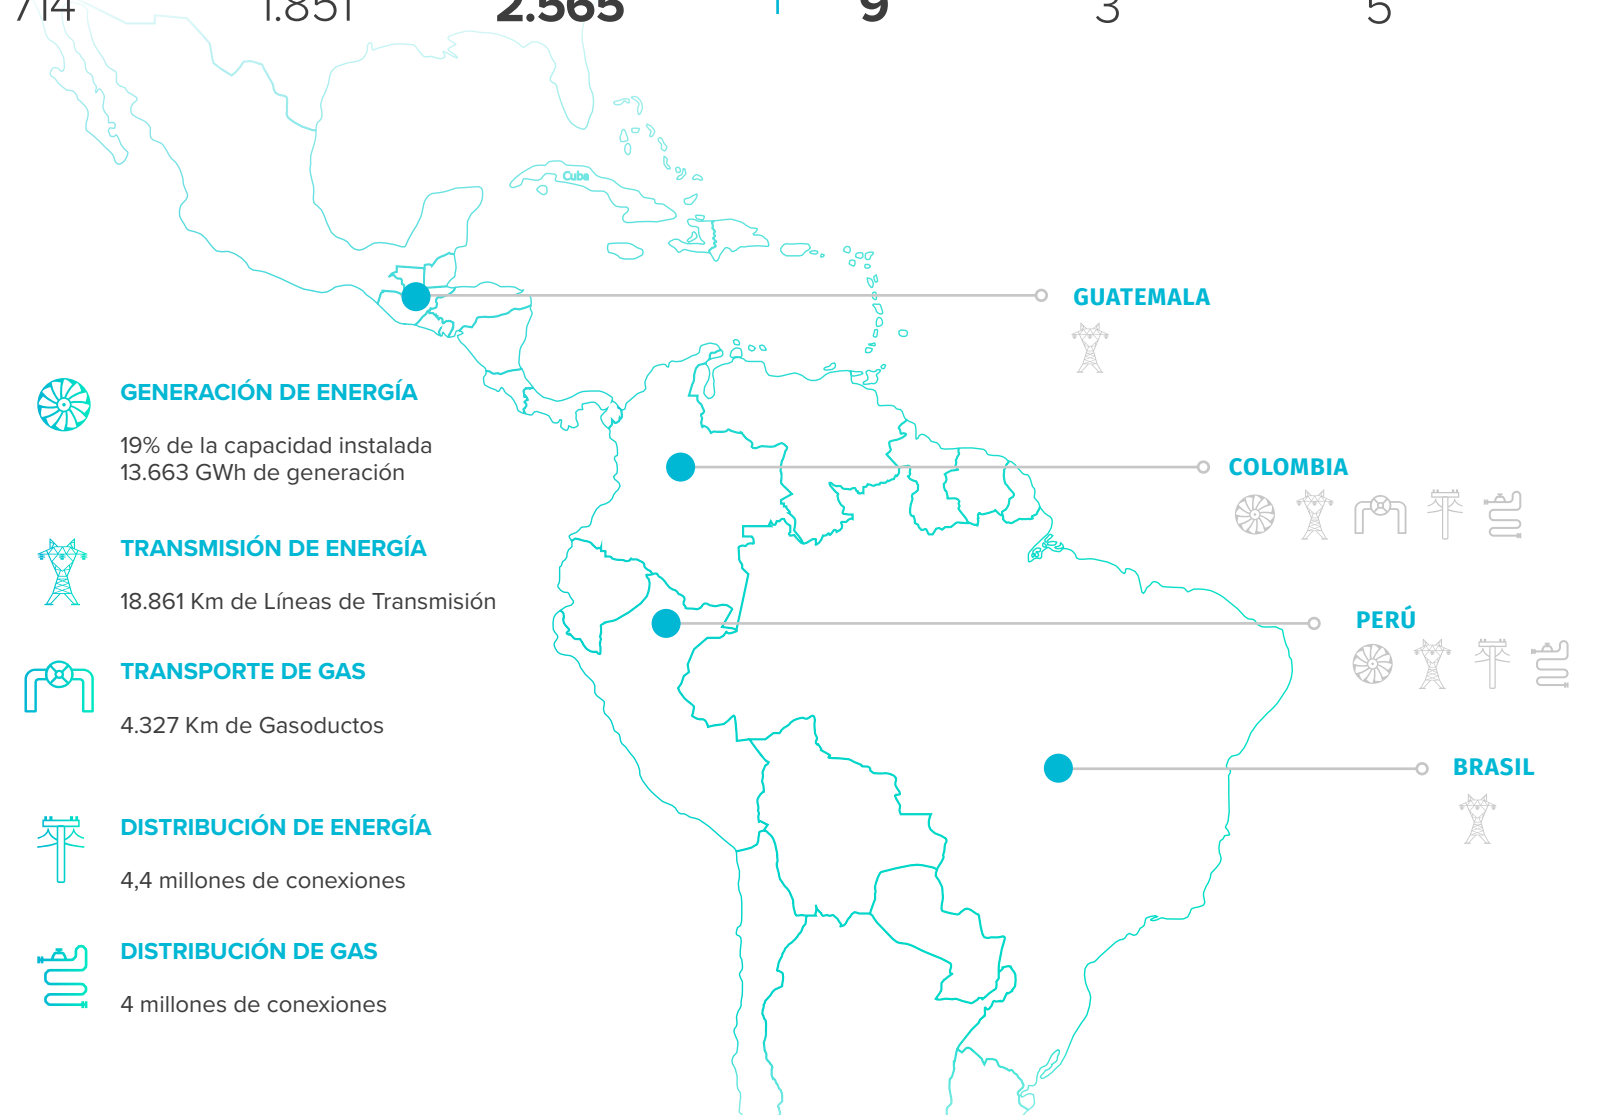 714 1.851 2.565 9 3 5
Cuba
GUATEMALA
GENERACIÓN DE ENERGÍA
19% de la capacidad instalada
13.663 GWh de generación
COLOMBIA
TRANSMISIÓN DE ENERGÍA
18.861 Km de Líneas de Transmisión
PERÚ
TRANSPORTE DE GAS
4.327 Km de Gasoductos
BRASIL
DISTRIBUCIÓN DE ENERGÍA
4,4 millones de conexiones
DISTRIBUCIÓN DE GAS
4 millones de conexiones